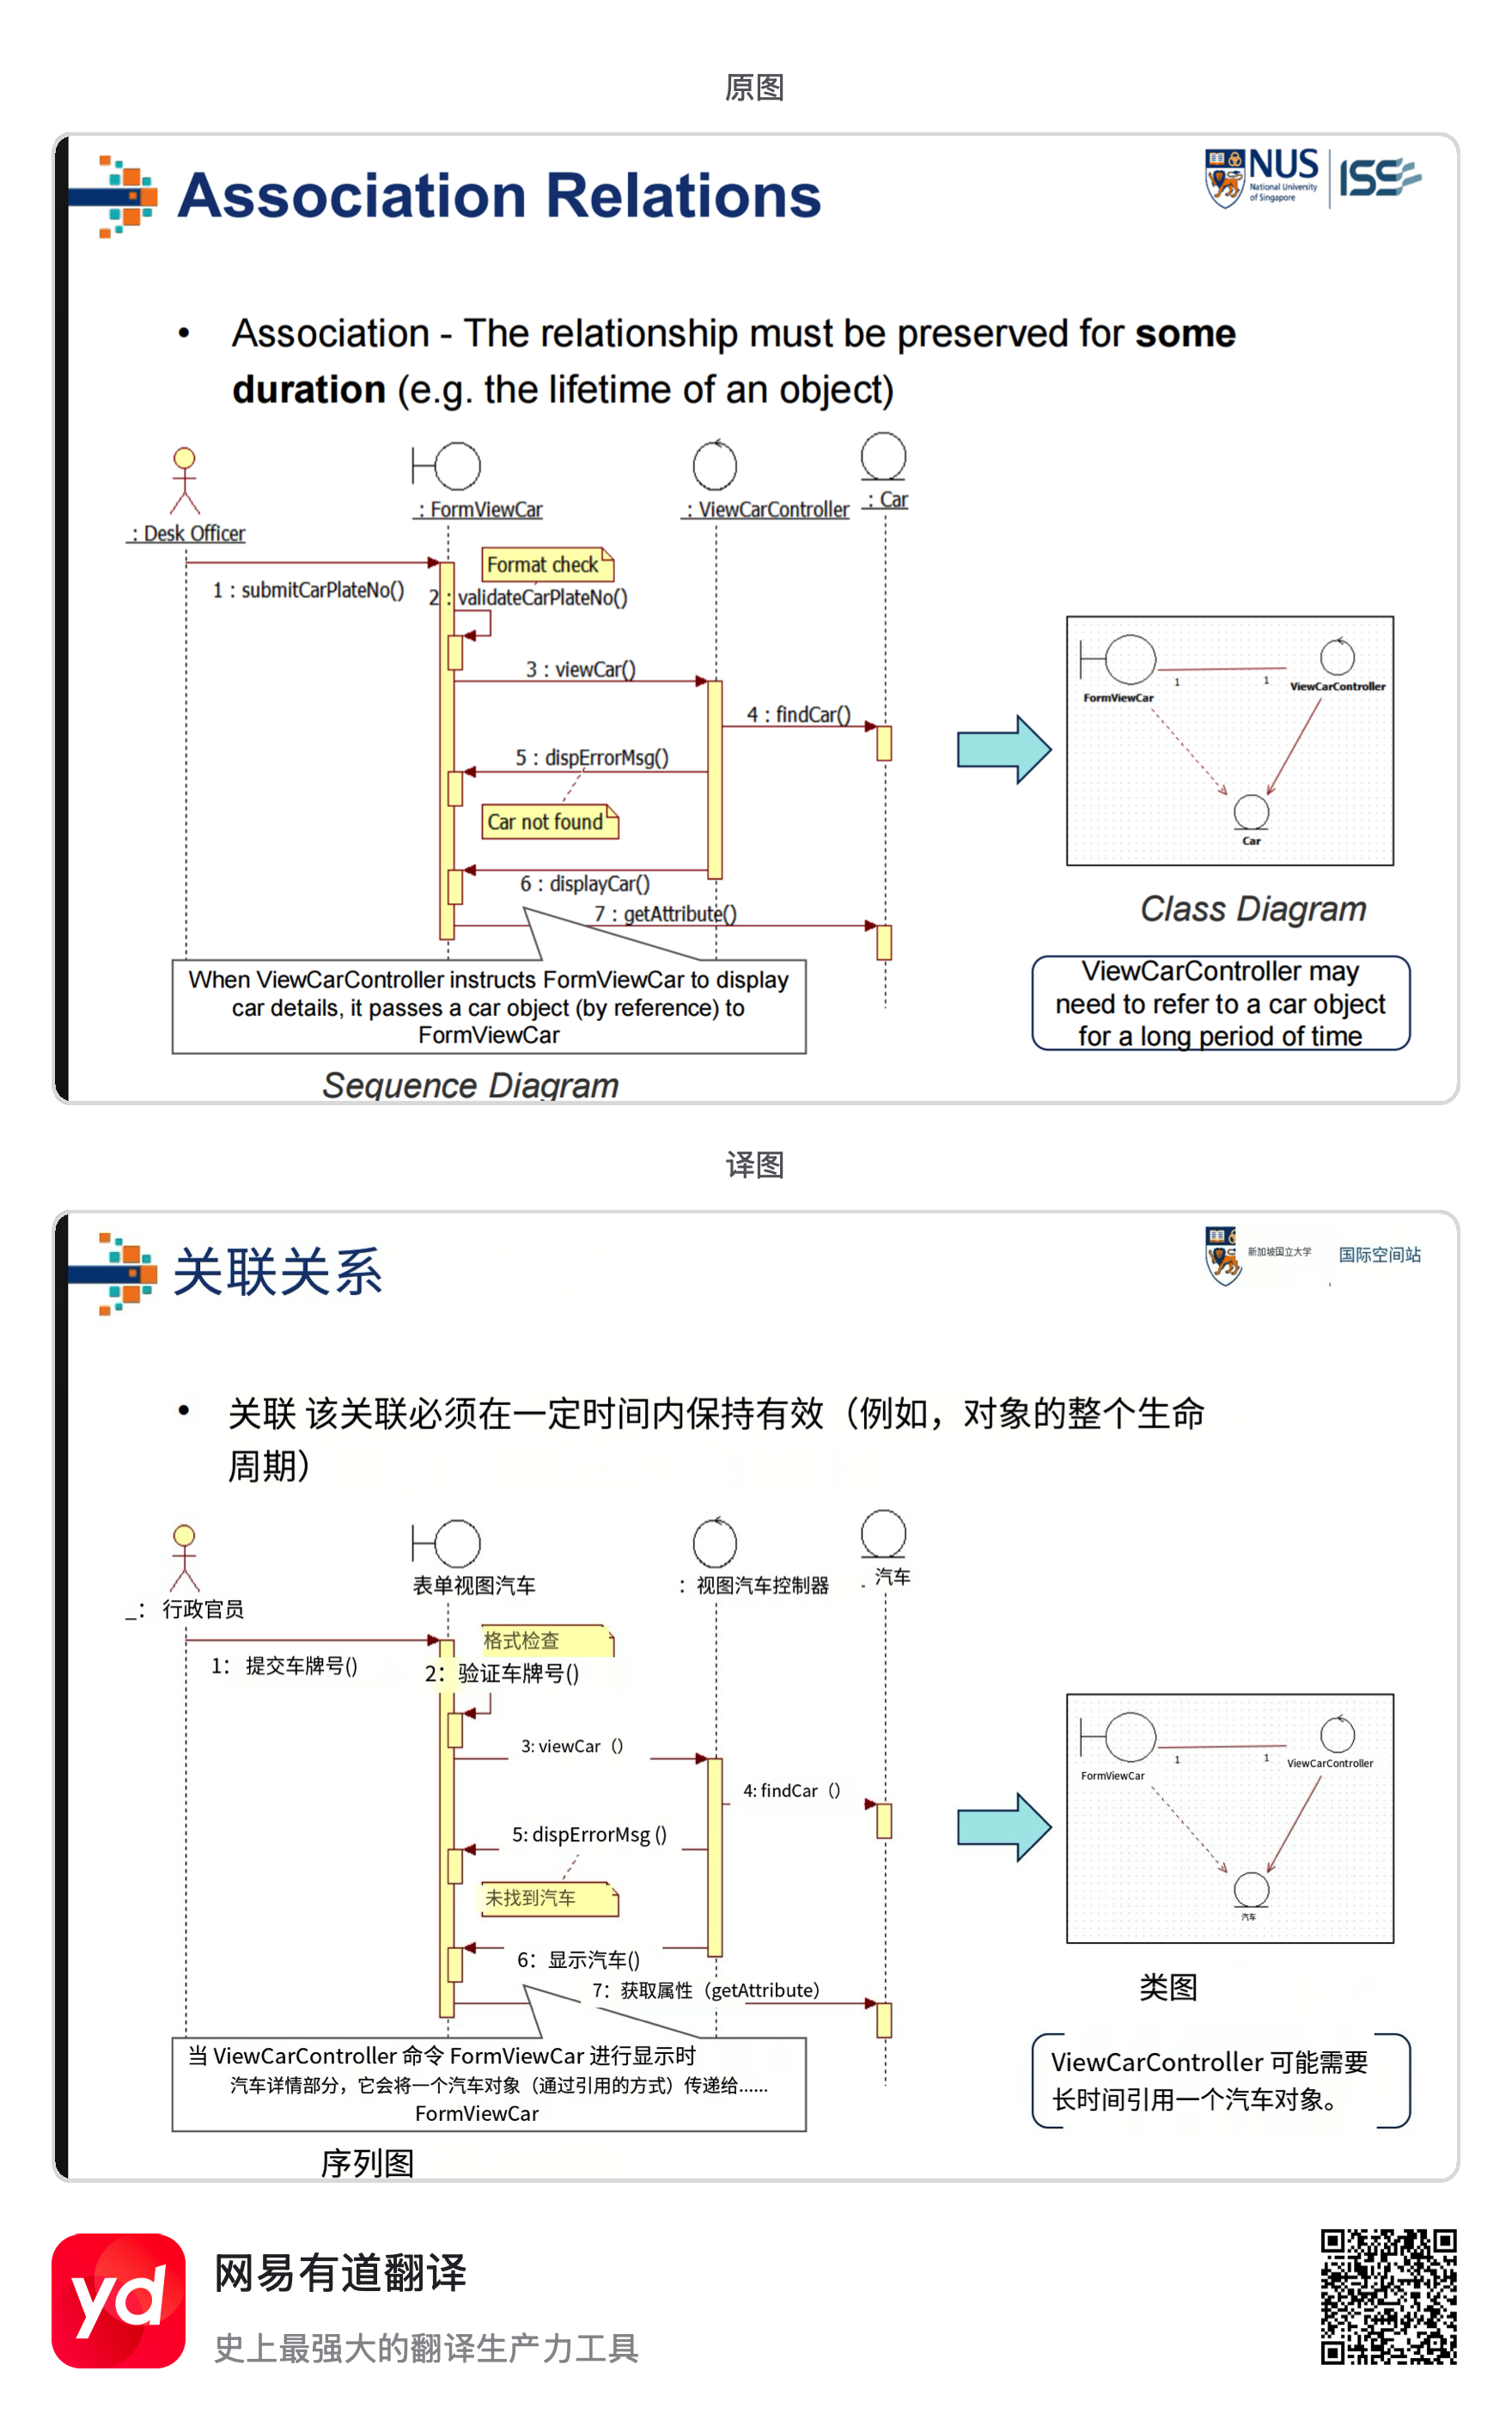 原图
Association Relations
NUS
National University
of Singapore
ISS
• Association - The relationship must be preserved for some
duration (e.g. the lifetime of an object)
: Desk Officer
: FormViewCar
: ViewCarController
: Car
Format check
1 : submitCarPlateNo()
2 : validateCarPlateNo()
3 : viewCar()
4 : findCar()
5 : dispErrorMsg()
Car not found
6 : displayCar()
7 : getAttribute()
When ViewCarController instructs FormViewCar to display
car details, it passes a car object (by reference) to
FormViewCar
Sequence Diagram
FormViewCar
1
1
ViewCarController
Car
Class Diagram
ViewCarController may
need to refer to a car object
for a long period of time
译图
关联关系
新加坡国立大学
国际空间站
• 关联 该关联必须在一定时间内保持有效（例如，对象的整个生命
周期）
_： 行政官员
表单视图汽车
：视图汽车控制器
. 汽车
格式检查
1： 提交车牌号()
2：验证车牌号()
3: viewCar（）
4: findCar（）
5: dispErrorMsg ()
未找到汽车
6：显示汽车()
7：获取属性（getAttribute）
当 ViewCarController 命令 FormViewCar 进行显示时
汽车详情部分，它会将一个汽车对象（通过引用的方式）传递给......
FormViewCar
序列图
FormViewCar
1
1
ViewCarController
汽车
类图
ViewCarController 可能需要
长时间引用一个汽车对象。
yd
网易有道翻译
史上最强大的翻译生产力工具